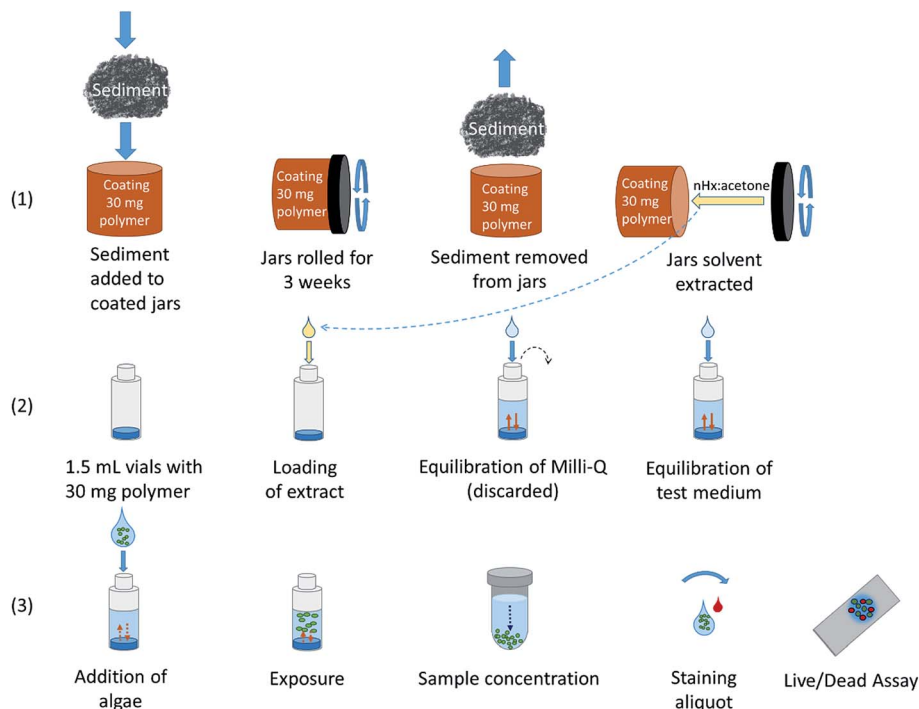 Sediment
Sediment
(1)
Coating
30 mg
polymer
Coating
30 mg
polymer
Coating
30 mg
polymer
Coating
30 mg
polymer
nHx:acetone
Sediment
added to
coated jars
Jars rolled for
3 weeks
Sediment removed
from jars
Jars solvent
extracted
(2)
1.5 mL vials with
30 mg polymer
Loading
of extract
Equilibration of Milli-Q
(discarded)
Equilibration of
test medium
(3)
Addition of
algae
Exposure
Sample concentration
Staining
aliquot
Live/Dead Assay